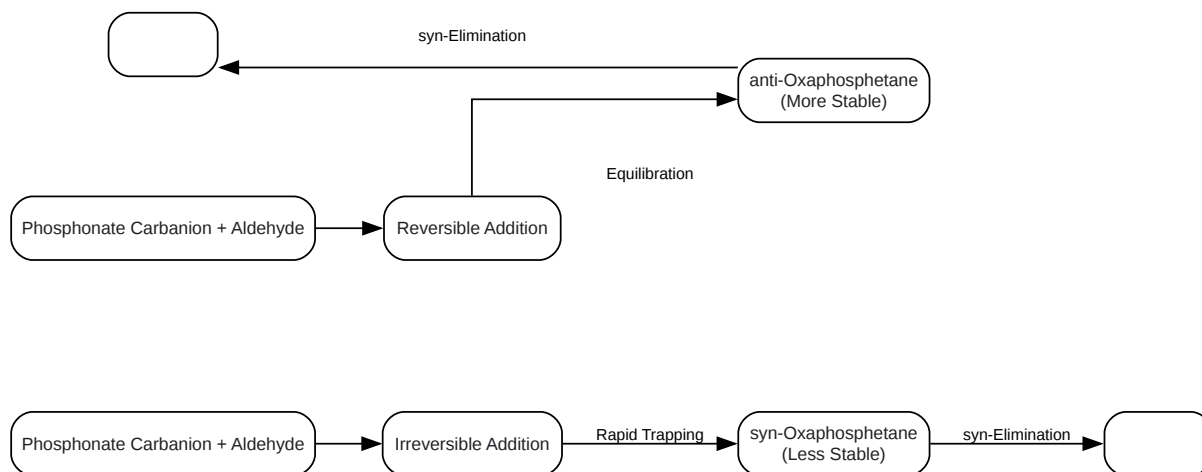 syn-Elimination
anti-Oxaphosphetane
(More Stable)
Equilibration
Phosphonate Carbanion + Aldehyde
Reversible Addition
Phosphonate Carbanion + Aldehyde
Irreversible Addition
Rapid Trapping
syn-Oxaphosphetane
(Less Stable)
syn-Elimination